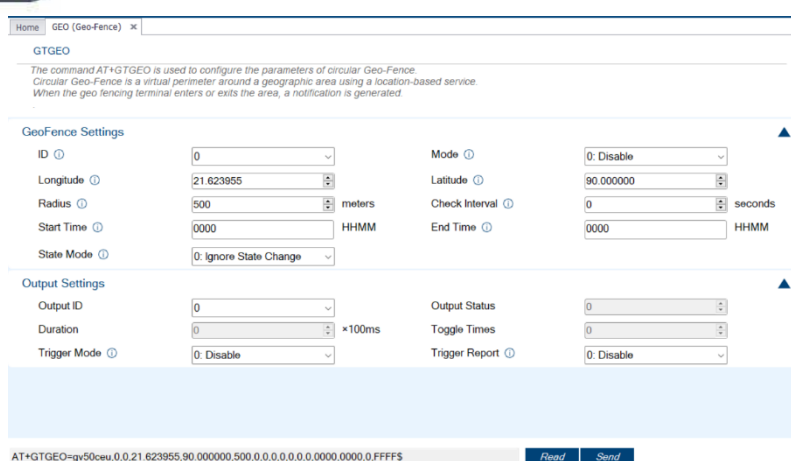 Home GEO (Geo-Fence) ×
GTGEO
The command AT+GTGEO is used to configure the parameters of circular Geo-Fence.
Circular Geo-Fence is a virtual perimeter around a geographic area using a location-based service.
When the geo fencing terminal enters or exits the area, a notification is generated.
GeoFence Settings
ID 0 Mode 0: Disable
Longitude 21.623955 Latitude 90.000000
Radius 500 meters Check Interval 0 seconds
Start Time 0000 HHMM End Time 0000 HHMM
State Mode 0: Ignore State Change
Output Settings
Output ID 0 Output Status 0
Duration 0 ×100ms Toggle Times 0
Trigger Mode 0: Disable Trigger Report 0: Disable
AT+GTGEO=gv50ceu,0,0,21.623955,90.000000,500,0,0,0,0,0,0,0,0000,0000,0,FFFF$ Read Send